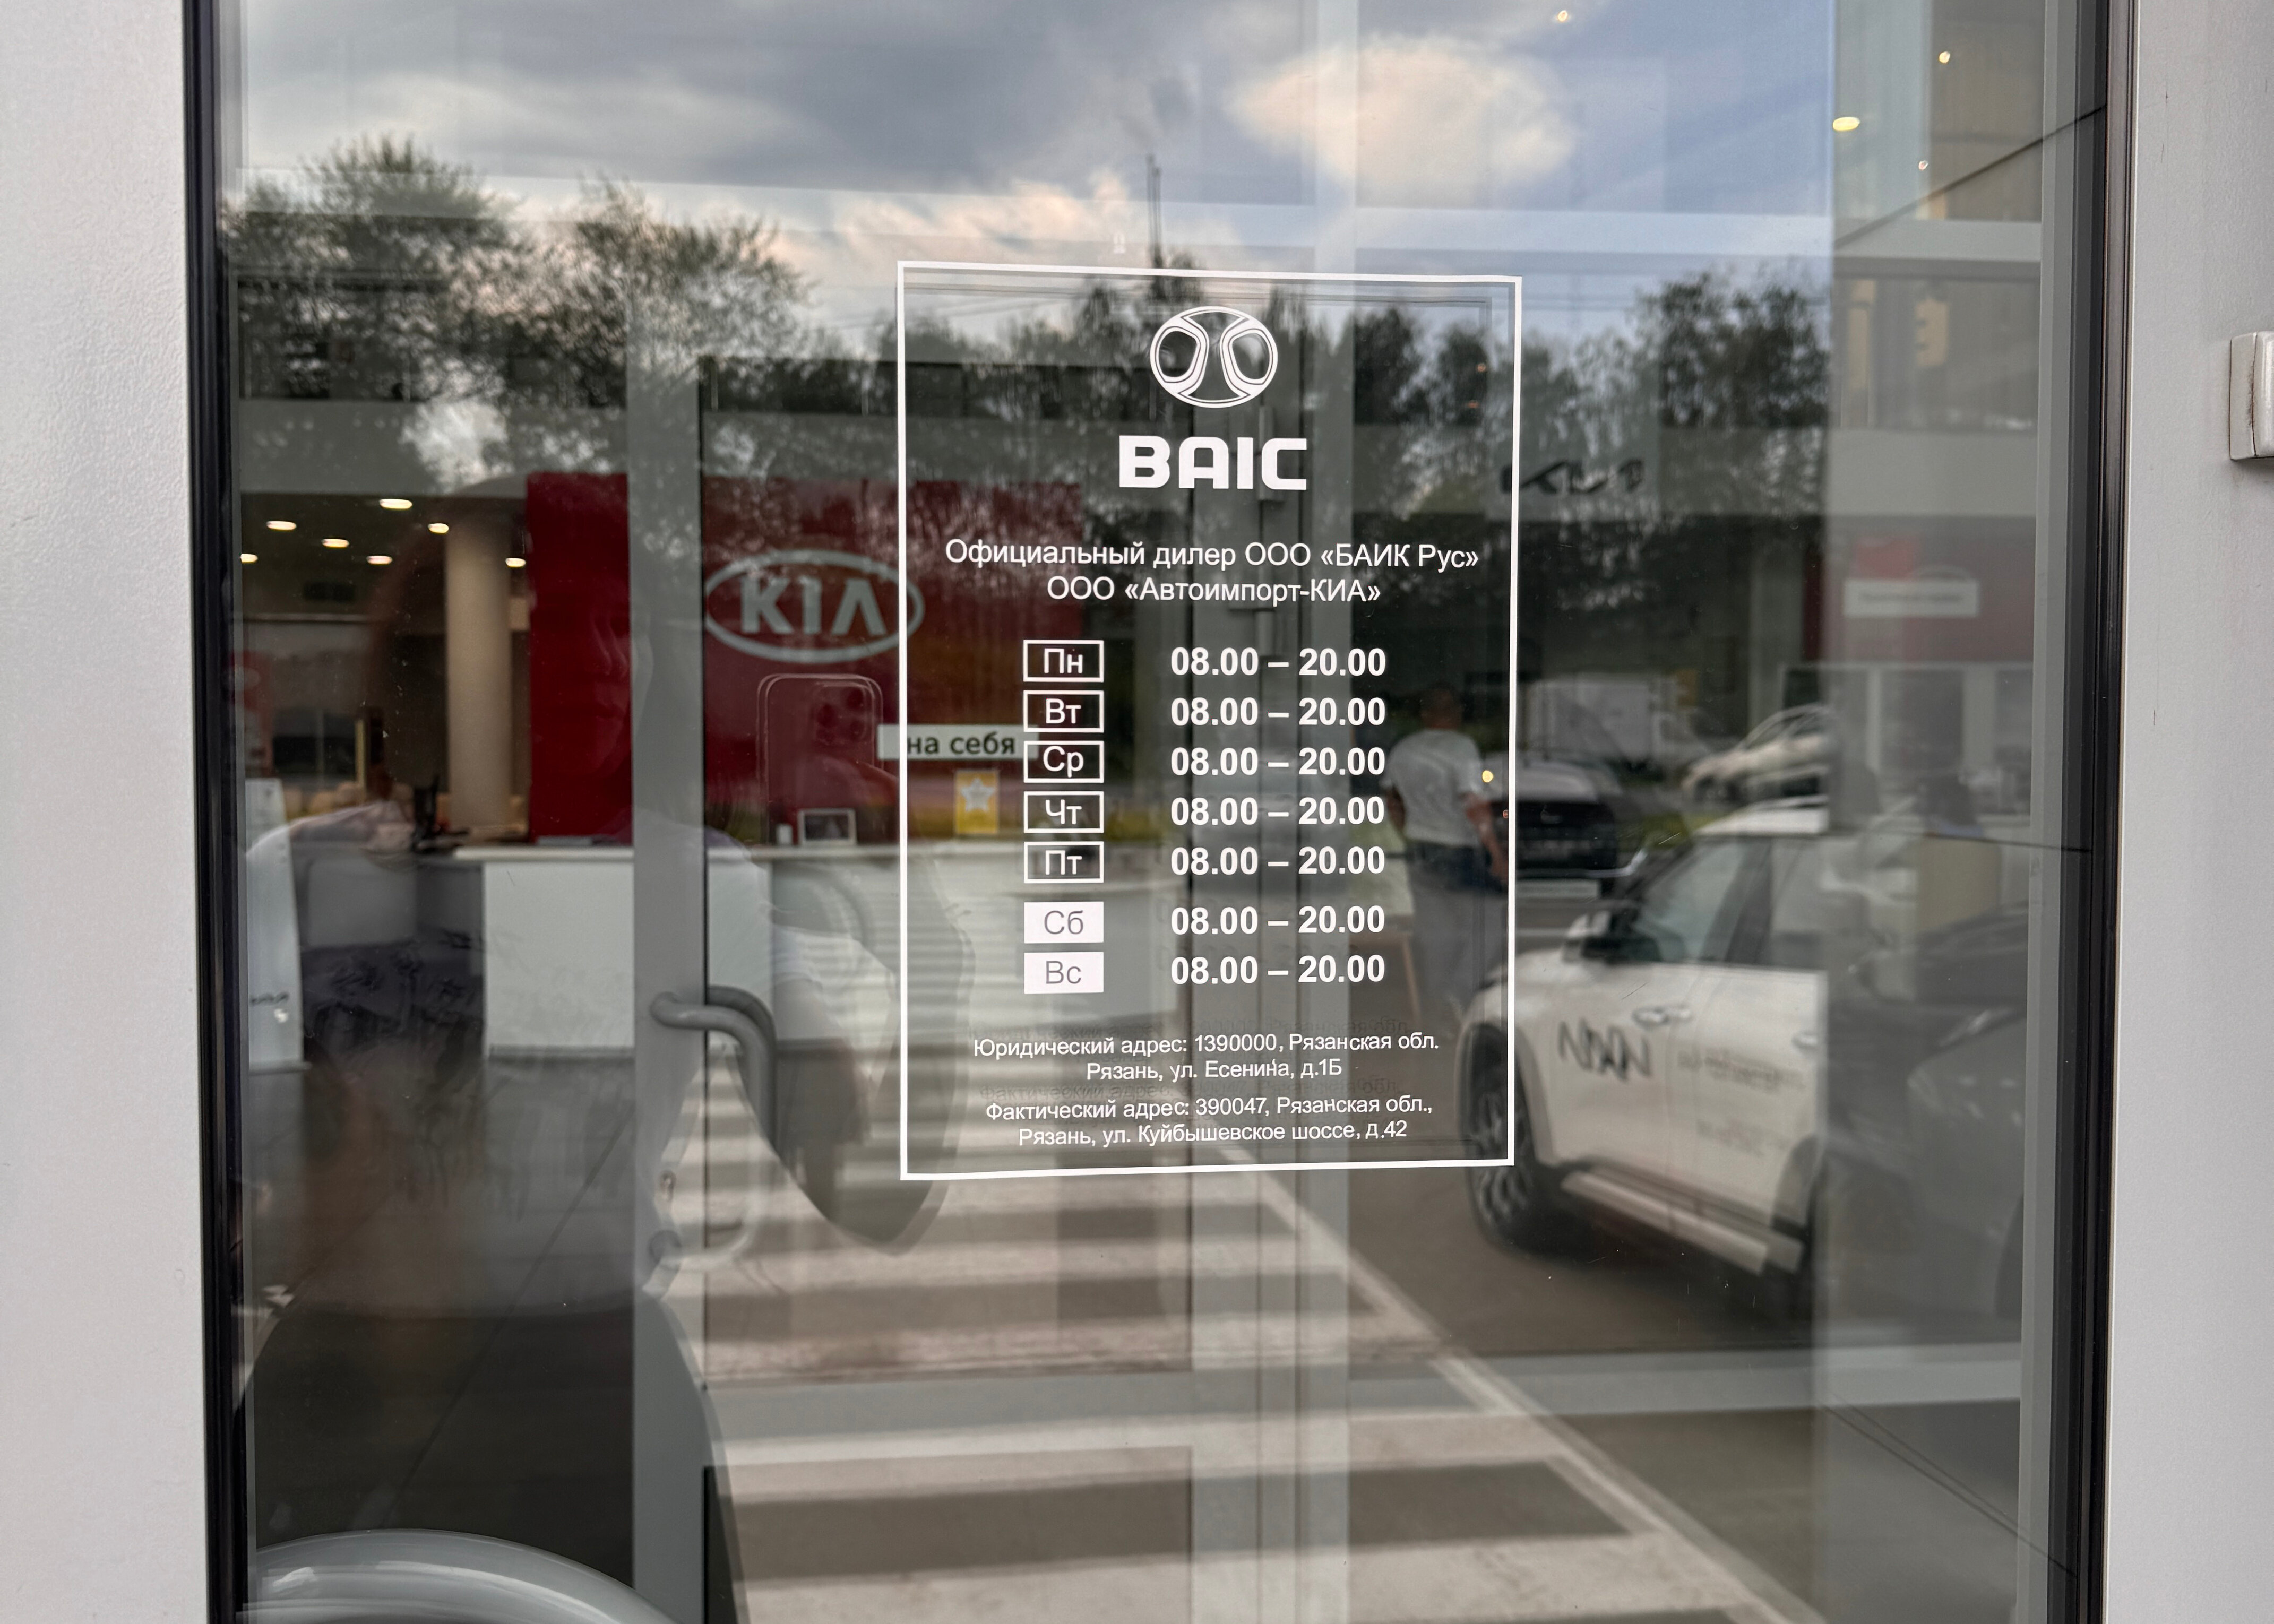 BAIC
Официальный дилер ООО «БАИК Рус»
ООО «Автоимпорт-КИА»
Пн 08.00 – 20.00
Вт 08.00 – 20.00
Ср 08.00 – 20.00
Чт 08.00 – 20.00
Пт 08.00 – 20.00
Сб 08.00 – 20.00
Вс 08.00 – 20.00
Юридический адрес: 1390000, Рязанская обл.
Рязань, ул. Есенина, д.1Б
Фактический адрес: 390047, Рязанская обл.,
Рязань, ул. Куйбышевское шоссе, д.42
KIA
на себя